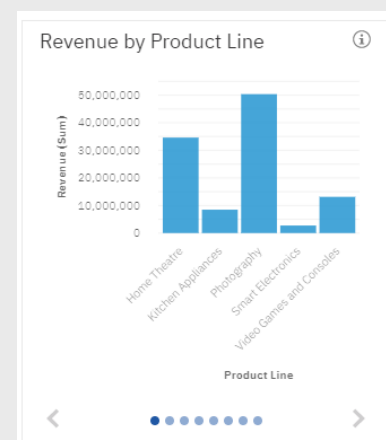 Revenue by Product Line
Revenue (Sum)
50,000,000
40,000,000
30,000,000
20,000,000
10,000,000
0
Home Theatre
Kitchen Appliances
Photography
Smart Electronics
Video Games and Consoles
Product Line